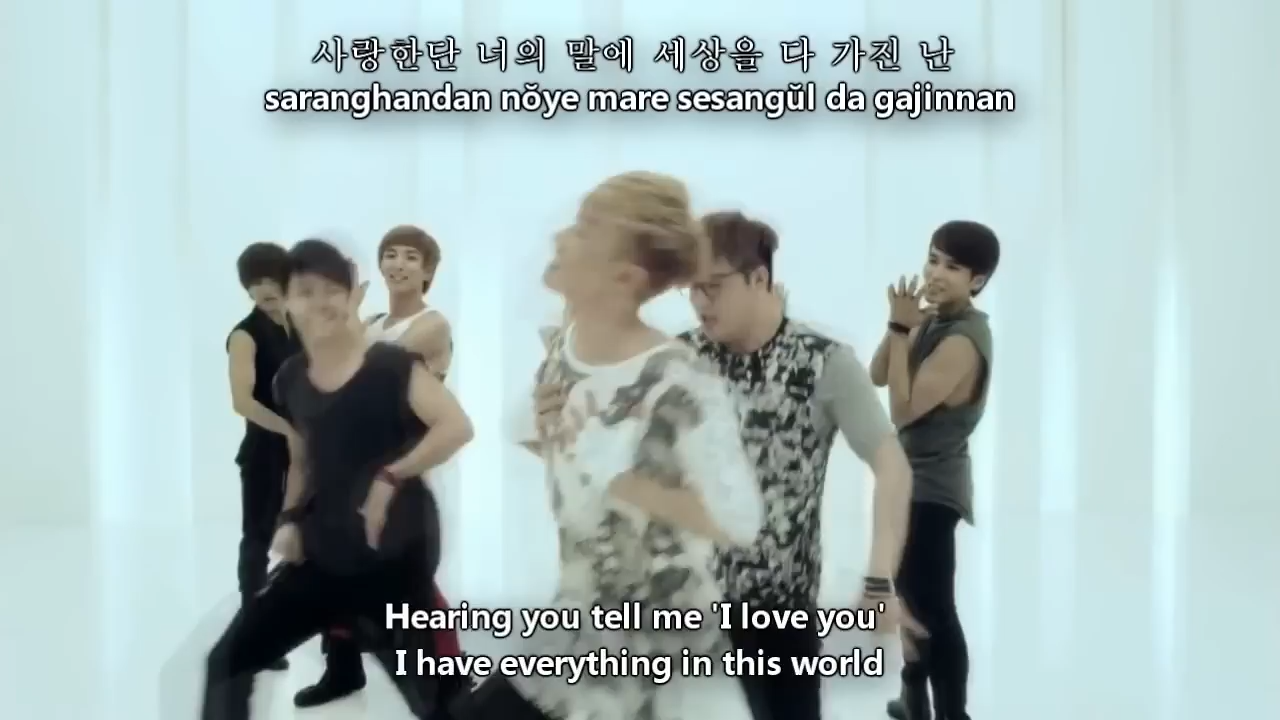 사랑한단 너의 말에 세상을 다 가진 난
saranghandan nŏye mare sesangŭl da gajinnan
Hearing you tell me 'I love you'
I have everything in this world